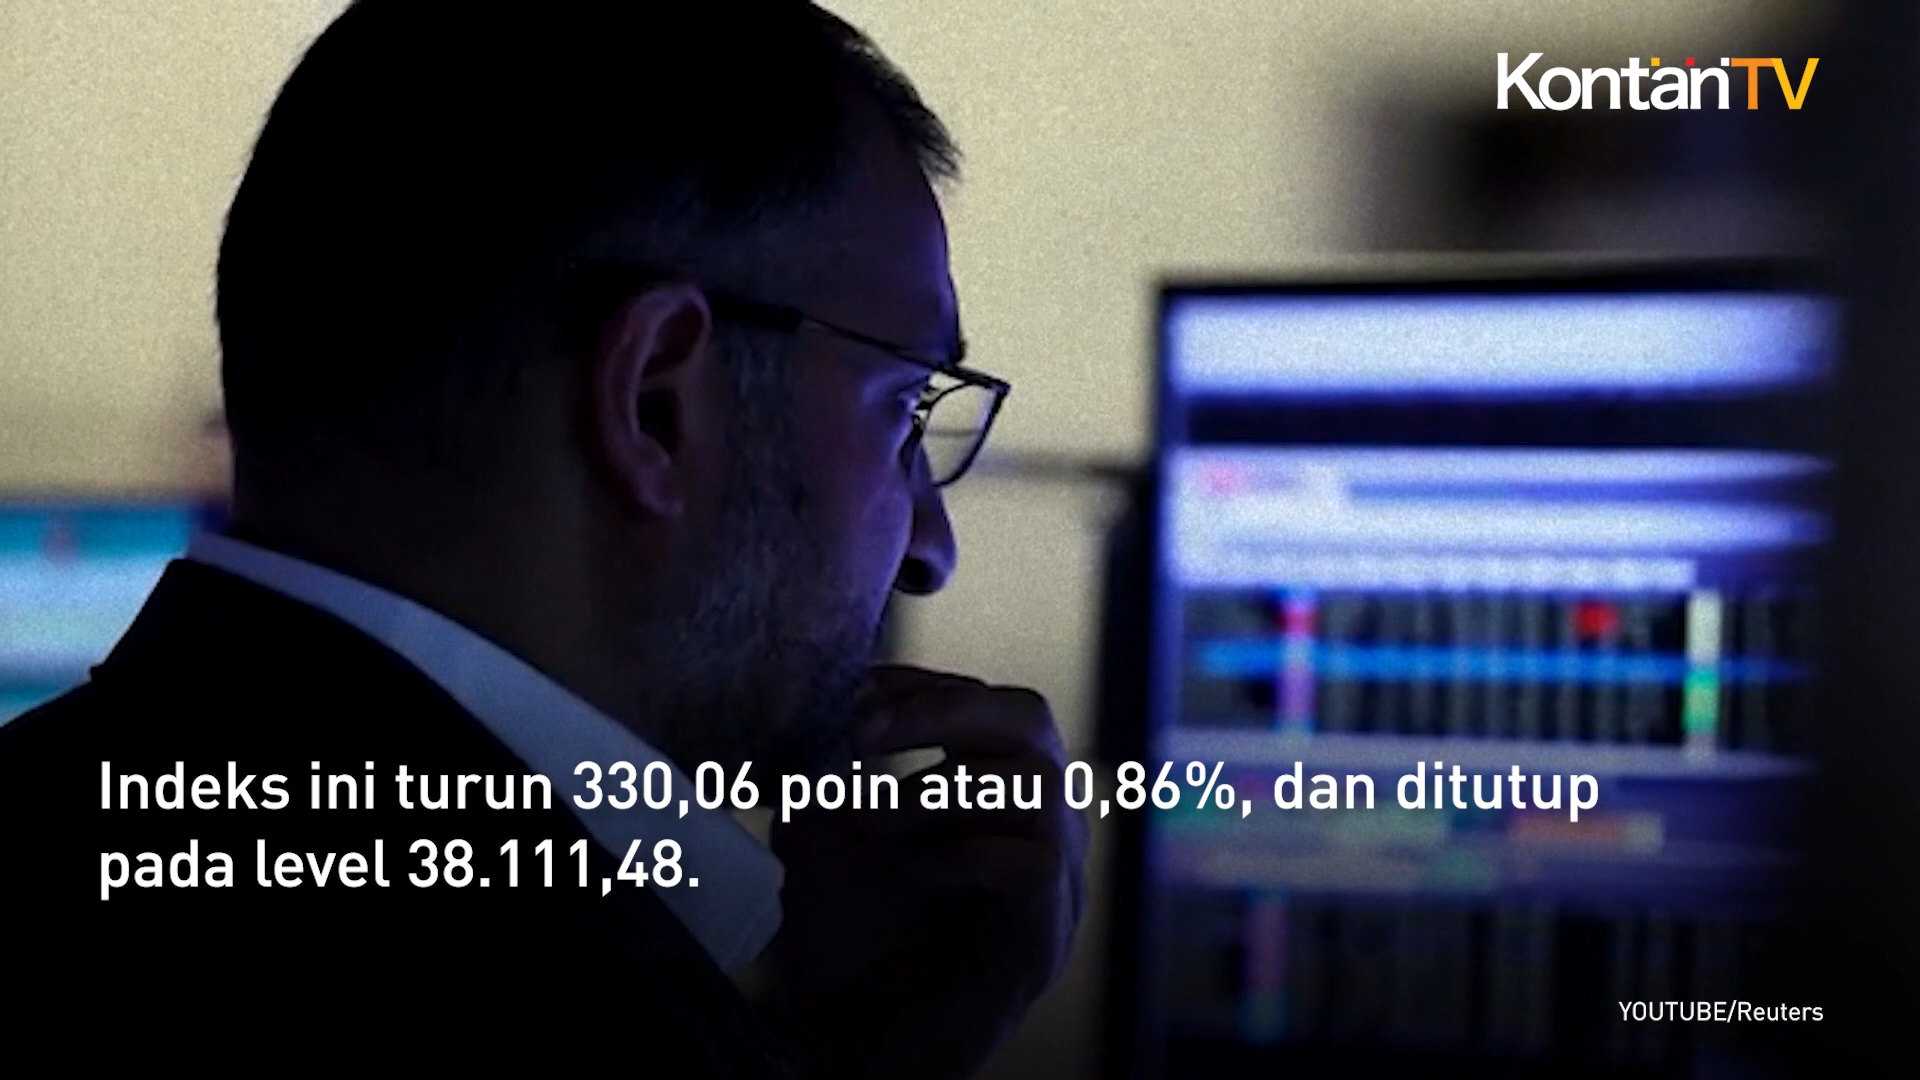 KontanTV
Indeks ini turun 330,06 poin atau 0,86%, dan ditutup
pada level 38.111,48.
YOUTUBE/Reuters